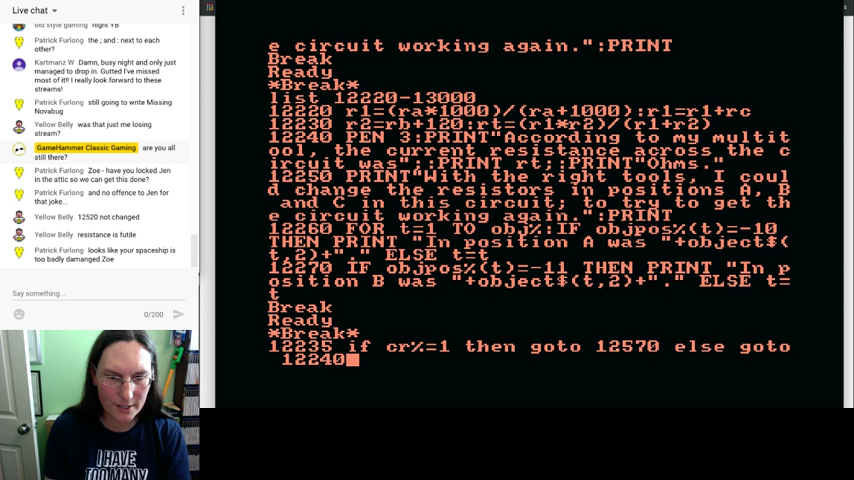 Live chat
old style gaming night YB
Patrick Furlong the ; and : next to each
other?
Kartmanz W Damn, busy night and only just
managed to drop in. Gutted I've missed
most of it!! I really look forward to these
streams!
Patrick Furlong still going to write Missing
Novabug
Yellow Belly was that just me losing
stream?
GameHammer Classic Gaming are you all
still there?
Patrick Furlong Zoe - have you locked Jen
in the attic so we can get this done?
Patrick Furlong and no offence to Jen for
that joke...
Yellow Belly 12520 not changed
Yellow Belly resistance is futile
Patrick Furlong looks like your spaceship is
too badly damanged Zoe
Say something...
0/200
I HAVE
TOO MANY
e circuit working again.":PRINT
Break
Ready
*Break*
list 12220-13000
12220 r1=(ra*1000)/(ra+1000):r1=r1+rc
12230 r2=rb+120:rt=(r1*r2)/(r1+r2)
12240 PEN 3:PRINT"According to my multit
ool, the current resistance across the c
ircuit was";:PRINT rt;:PRINT"Ohms."
12250 PRINT"With the right tools, I coul
d change the resistors in positions A, B
and C in this circuit; to try to get th
e circuit working again.":PRINT
12260 FOR t=1 TO obj%:IF objpos%(t)=-10
THEN PRINT "In position A was "+object$(
t,2)+"." ELSE t=t
12270 IF objpos%(t)=-11 THEN PRINT "In p
osition B was "+object$(t,2)+"." ELSE t=
t
Break
Ready
*Break*
12235 if cr%=1 then goto 12570 else goto
12240